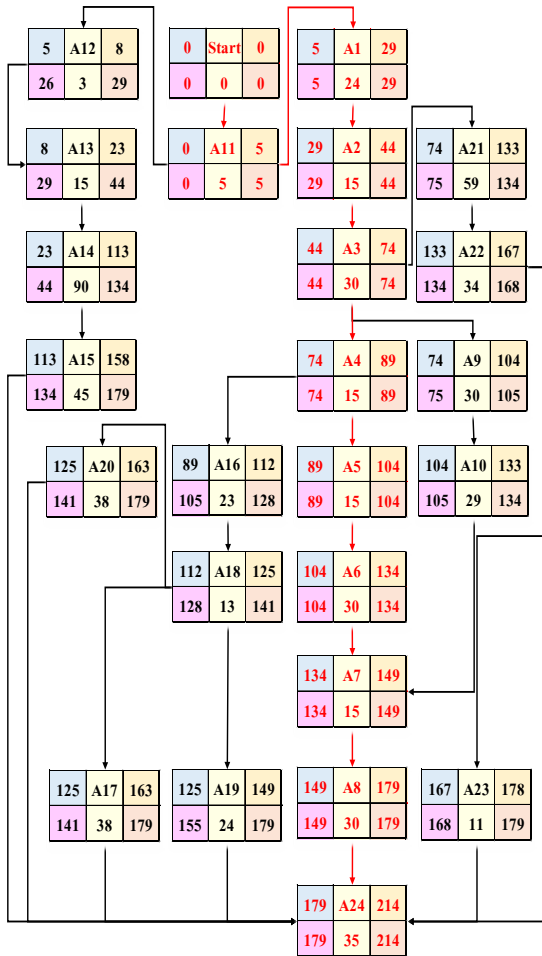 5 A12 8
26 3 29
0 Start 0
0 0 0
5 A1 29
5 24 29
8 A13 23
29 15 44
0 A11 5
0 5 5
29 A2 44
29 15 44
74 A21 133
75 59 134
23 A14 113
44 90 134
44 A3 74
44 30 74
133 A22 167
134 34 168
113 A15 158
134 45 179
74 A4 89
74 15 89
74 A9 104
75 30 105
125 A20 163
141 38 179
89 A16 112
105 23 128
89 A5 104
89 15 104
104 A10 133
105 29 134
112 A18 125
128 13 141
104 A6 134
104 30 134
134 A7 149
134 15 149
125 A17 163
141 38 179
125 A19 149
155 24 179
149 A8 179
149 30 179
167 A23 178
168 11 179
179 A24 214
179 35 214